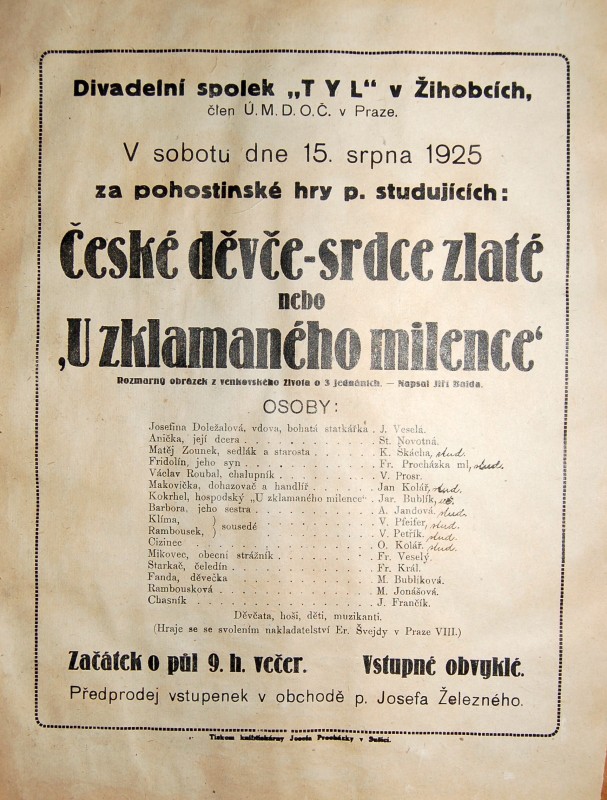 Divadelní spolek „TYL“ v Žihobcích,
člen Ú. M. D. O. Č. v Praze.
V sobotu dne 15. srpna 1925
za pohostinské hry p. studujících:
České děvče-srdce zlaté
nebo
‚U zklamaného milence‘
Rozmarný obrázek z venkovského života o 3 jednáních. — Napsal Jiří Balda.
OSOBY:
Josefina Doležalová, vdova, bohatá statkářka . J. Veselá.
Anička, její dcera . . . . . . . . . . . St. Novotná.
Matěj Zounek, sedlák a starosta . . . . . . K. Škácha, stud.
Fridolín, jeho syn . . . . . . . . . . . Fr. Procházka ml, stud.
Václav Roubal, chalupník . . . . . . . . . V. Prosr.
Makovička, dohazovač a handlíř . . . . . . Jan Kolář, stud.
Kokrhel, hospodský „U zklamaného milence“ . Jar. Bublík,
Barbora, jeho sestra . . . . . . . . . . A. Jandová, stud.
Klíma, } sousedé . . . . . . . . . V. Pfeifer, stud.
Rambousek, } V. Petřík. stud.
Cizinec . . . . . . . . . . . . . . O. Kolář. stud.
Mikovec, obecní strážník . . . . . . . . . Fr. Veselý.
Starkač, čeledín . . . . . . . . . . . . Fr. Král.
Fanda, děvečka . . . . . . . . . . . . M. Bublíková.
Rambousková . . . . . . . . . . . . . M. Jonášová.
Chasník . . . . . . . . . . . . . . J. Frančík.
Děvčata, hoši, děti, muzikanti.
(Hraje se se svolením nakladatelství Er. Švejdy v Praze VIII.)
Začátek o půl 9. h. večer. Vstupné obvyklé.
Předprodej vstupenek v obchodě p. Josefa Železného.
Tiskem knihtiskárny Josefa Procházky v Sušici.